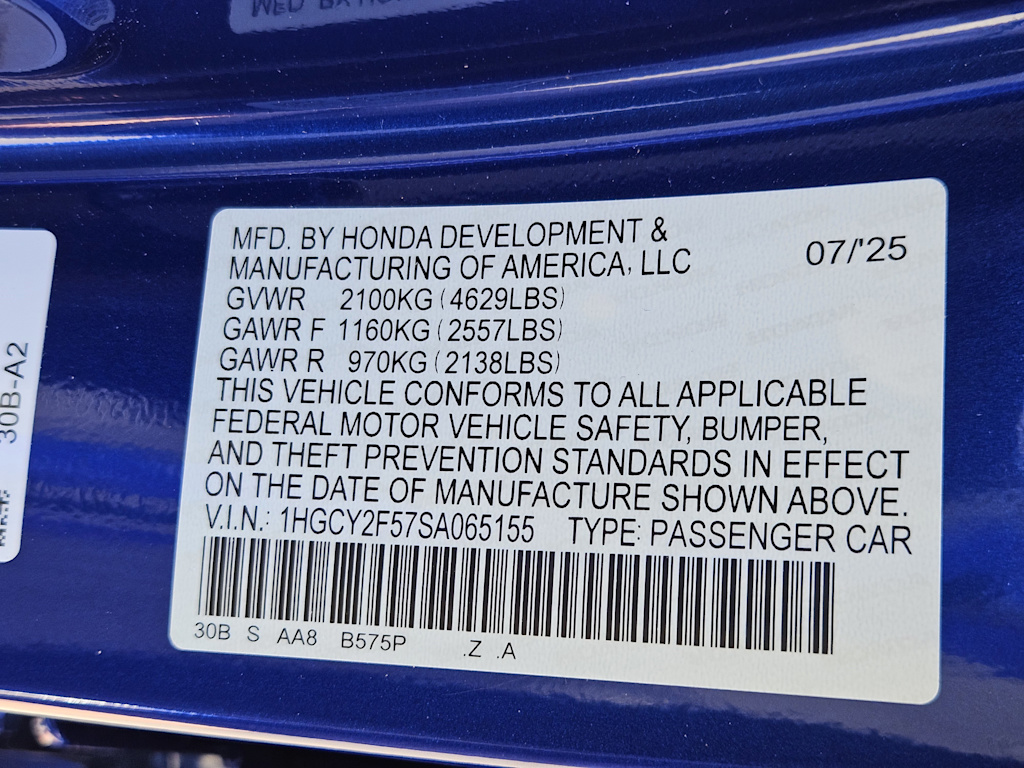 MFD. BY HONDA DEVELOPMENT &
MANUFACTURING OF AMERICA, LLC
07/'25
GVWR 2100KG (4629LBS)
GAWR F 1160KG (2557LBS)
GAWR R 970KG (2138LBS)
THIS VEHICLE CONFORMS TO ALL APPLICABLE
FEDERAL MOTOR VEHICLE SAFETY, BUMPER,
AND THEFT PREVENTION STANDARDS IN EFFECT
ON THE DATE OF MANUFACTURE SHOWN ABOVE.
V.I.N.: 1HGCY2F57SA065155 TYPE: PASSENGER CAR
30B S AA8 B575P .Z .A
30B-A2